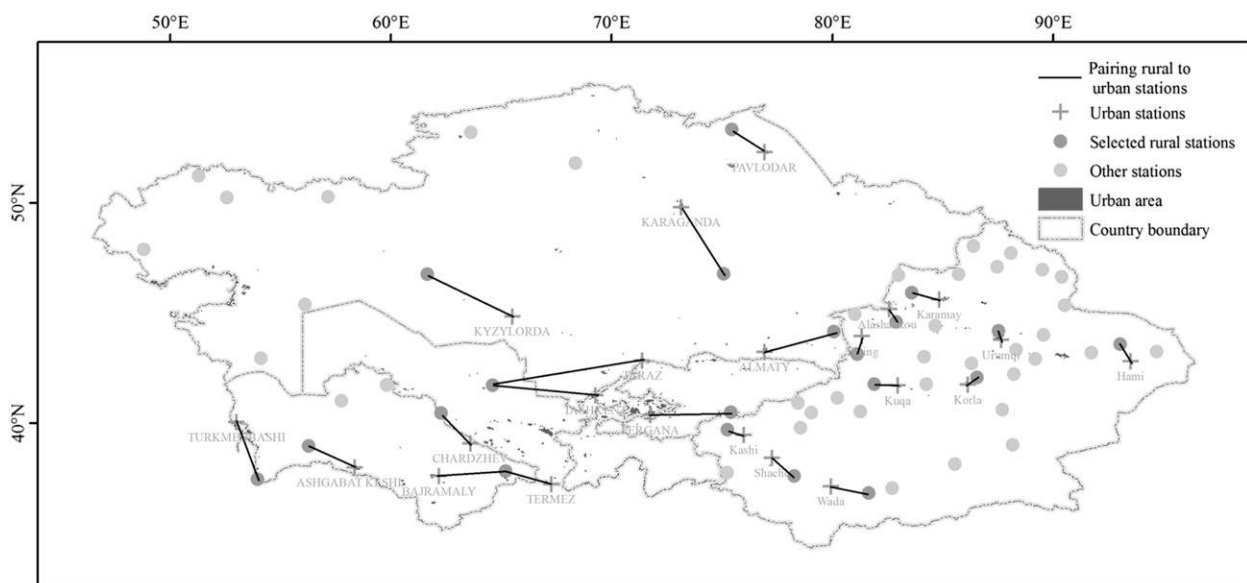 50°E 60°E 70°E 80°E 90°E
Pairing rural to
urban stations
Urban stations
Selected rural stations
Other stations
Urban area
Country boundary
50°N
40°N
PAVLODAR
KARAGANDA
KYZYLORDA
Karamay
Alashankou
Urumqi
ALMATY
TARAZ
Hami
Kuqa
Korla
FERGANA
TURKMENBASHI
CHARDZHEV
Kashi
ASHGABAT KESHI
BAJRAMALY
TERMEZ
Wada